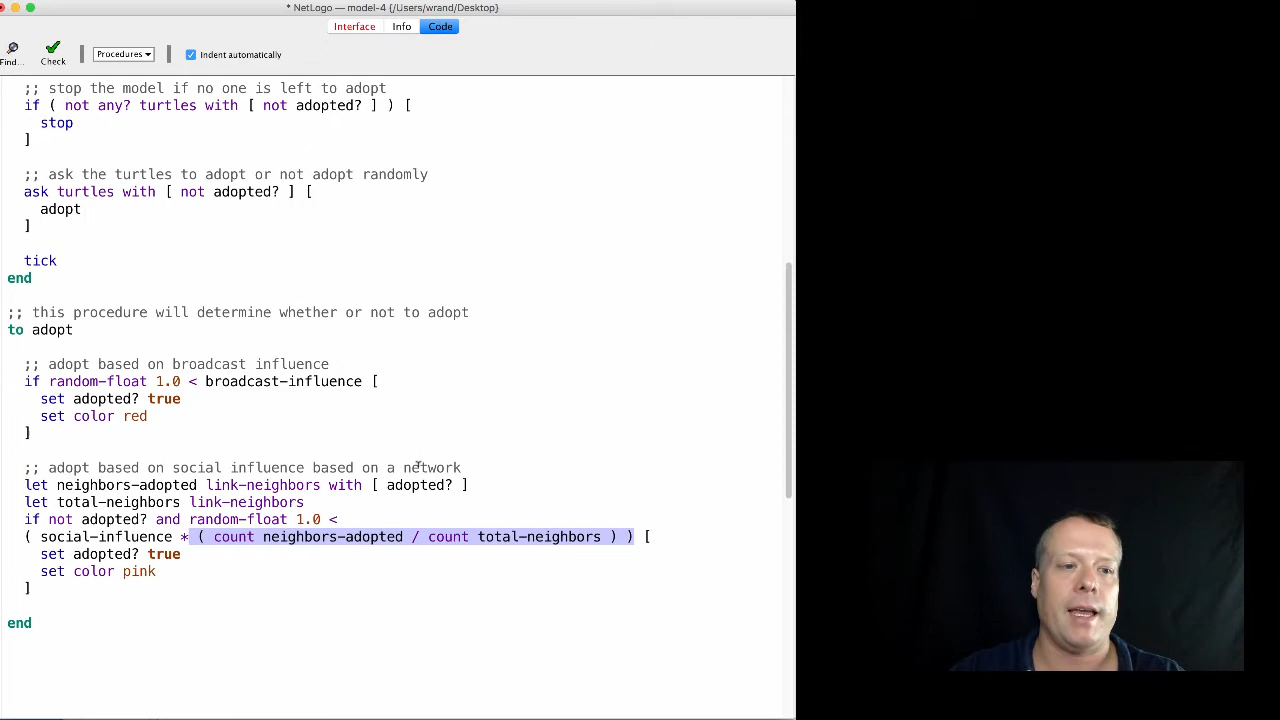 * NetLogo — model-4 {/Users/wrand/Desktop}
Interface Info Code
Find... Check Procedures Indent automatically
;; stop the model if no one is left to adopt
if ( not any? turtles with [ not adopted? ] ) [
stop
]
;; ask the turtles to adopt or not adopt randomly
ask turtles with [ not adopted? ] [
adopt
]
tick
end
;; this procedure will determine whether or not to adopt
to adopt
;; adopt based on broadcast influence
if random-float 1.0 < broadcast-influence [
set adopted? true
set color red
]
;; adopt based on social influence based on a network
let neighbors-adopted link-neighbors with [ adopted? ]
let total-neighbors link-neighbors
if not adopted? and random-float 1.0 <
( social-influence * ( count neighbors-adopted / count total-neighbors ) ) [
set adopted? true
set color pink
]
end